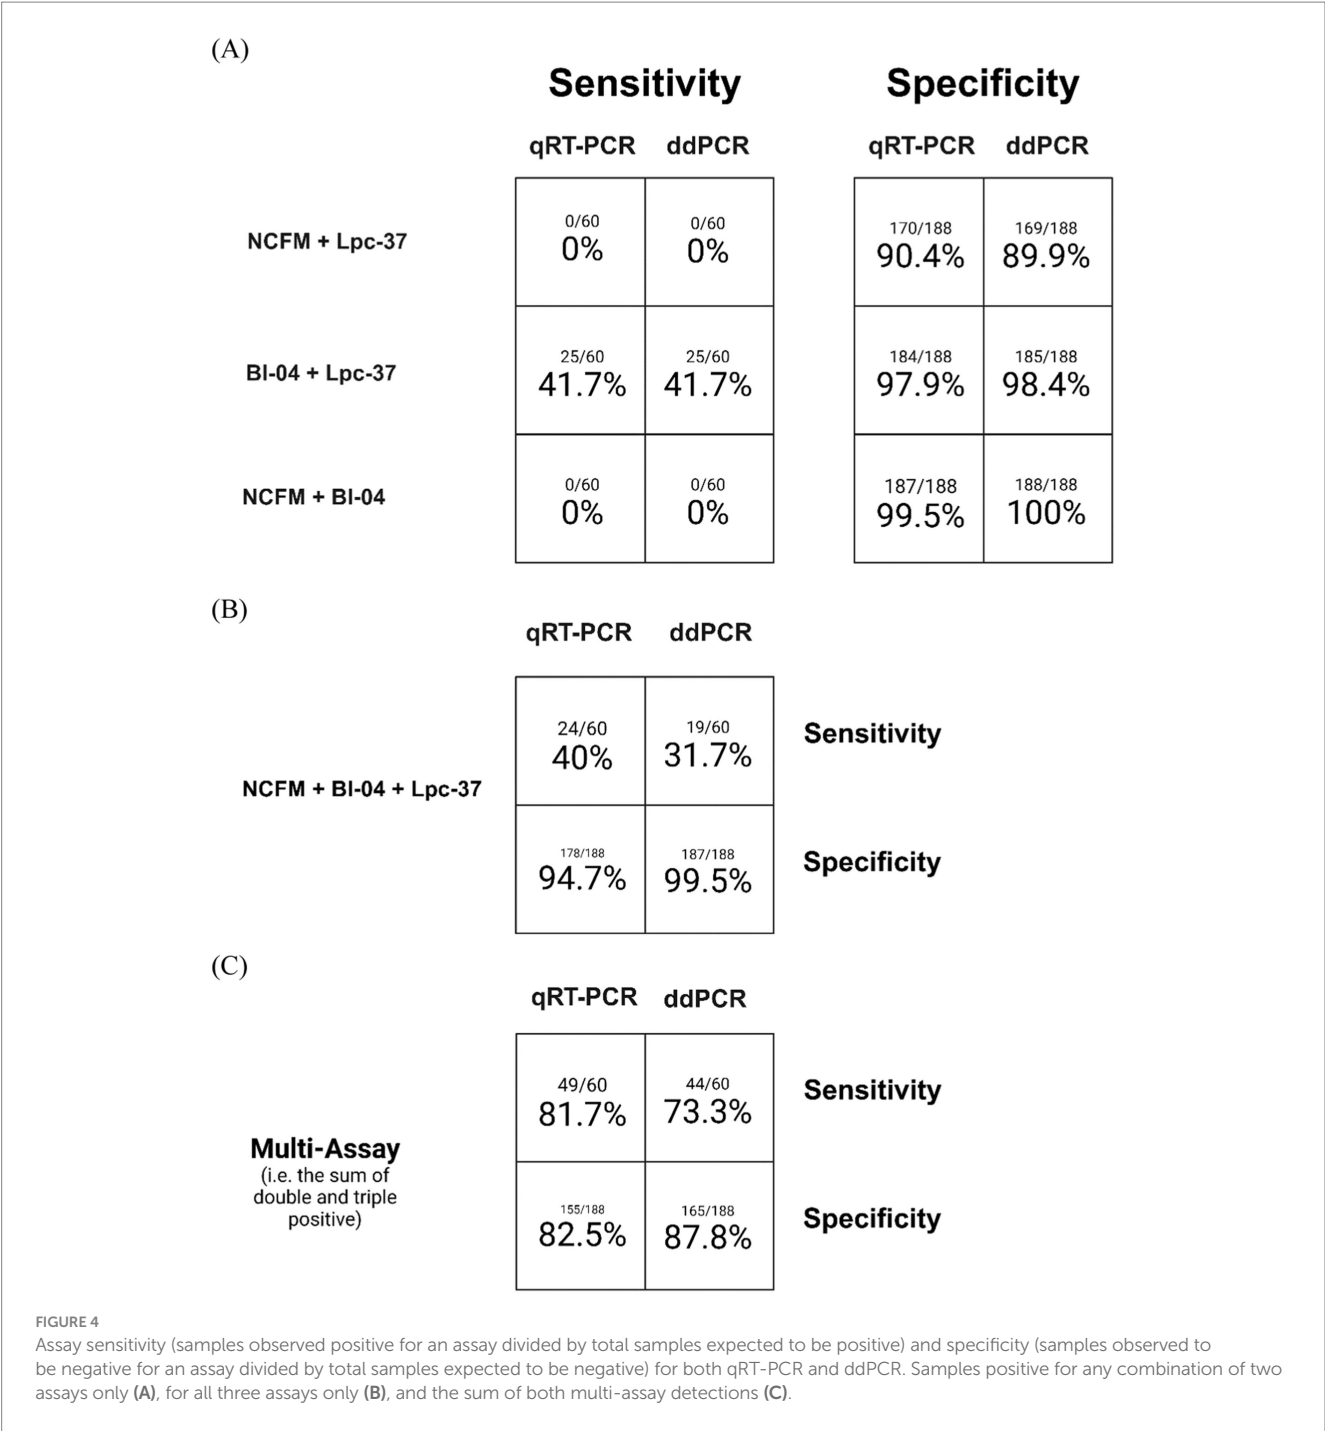 (A)
Sensitivity Specificity
qRT-PCR ddPCR qRT-PCR ddPCR
0/60 0/60 170/188 169/188
NCFM + Lpc-37 0% 0% 90.4% 89.9%
25/60 25/60 184/188 185/188
BI-04 + Lpc-37 41.7% 41.7% 97.9% 98.4%
0/60 0/60 187/188 188/188
NCFM + BI-04 0% 0% 99.5% 100%
(B)
qRT-PCR ddPCR
24/60 19/60 Sensitivity
40% 31.7%
NCFM + BI-04 + Lpc-37
178/188 187/188 Specificity
94.7% 99.5%
(C)
qRT-PCR ddPCR
49/60 44/60 Sensitivity
81.7% 73.3%
Multi-Assay
(i.e. the sum of
double and triple
positive)
155/188 165/188 Specificity
82.5% 87.8%
FIGURE 4
Assay sensitivity (samples observed positive for an assay divided by total samples expected to be positive) and specificity (samples observed to
be negative for an assay divided by total samples expected to be negative) for both qRT-PCR and ddPCR. Samples positive for any combination of two
assays only (A), for all three assays only (B), and the sum of both multi-assay detections (C).